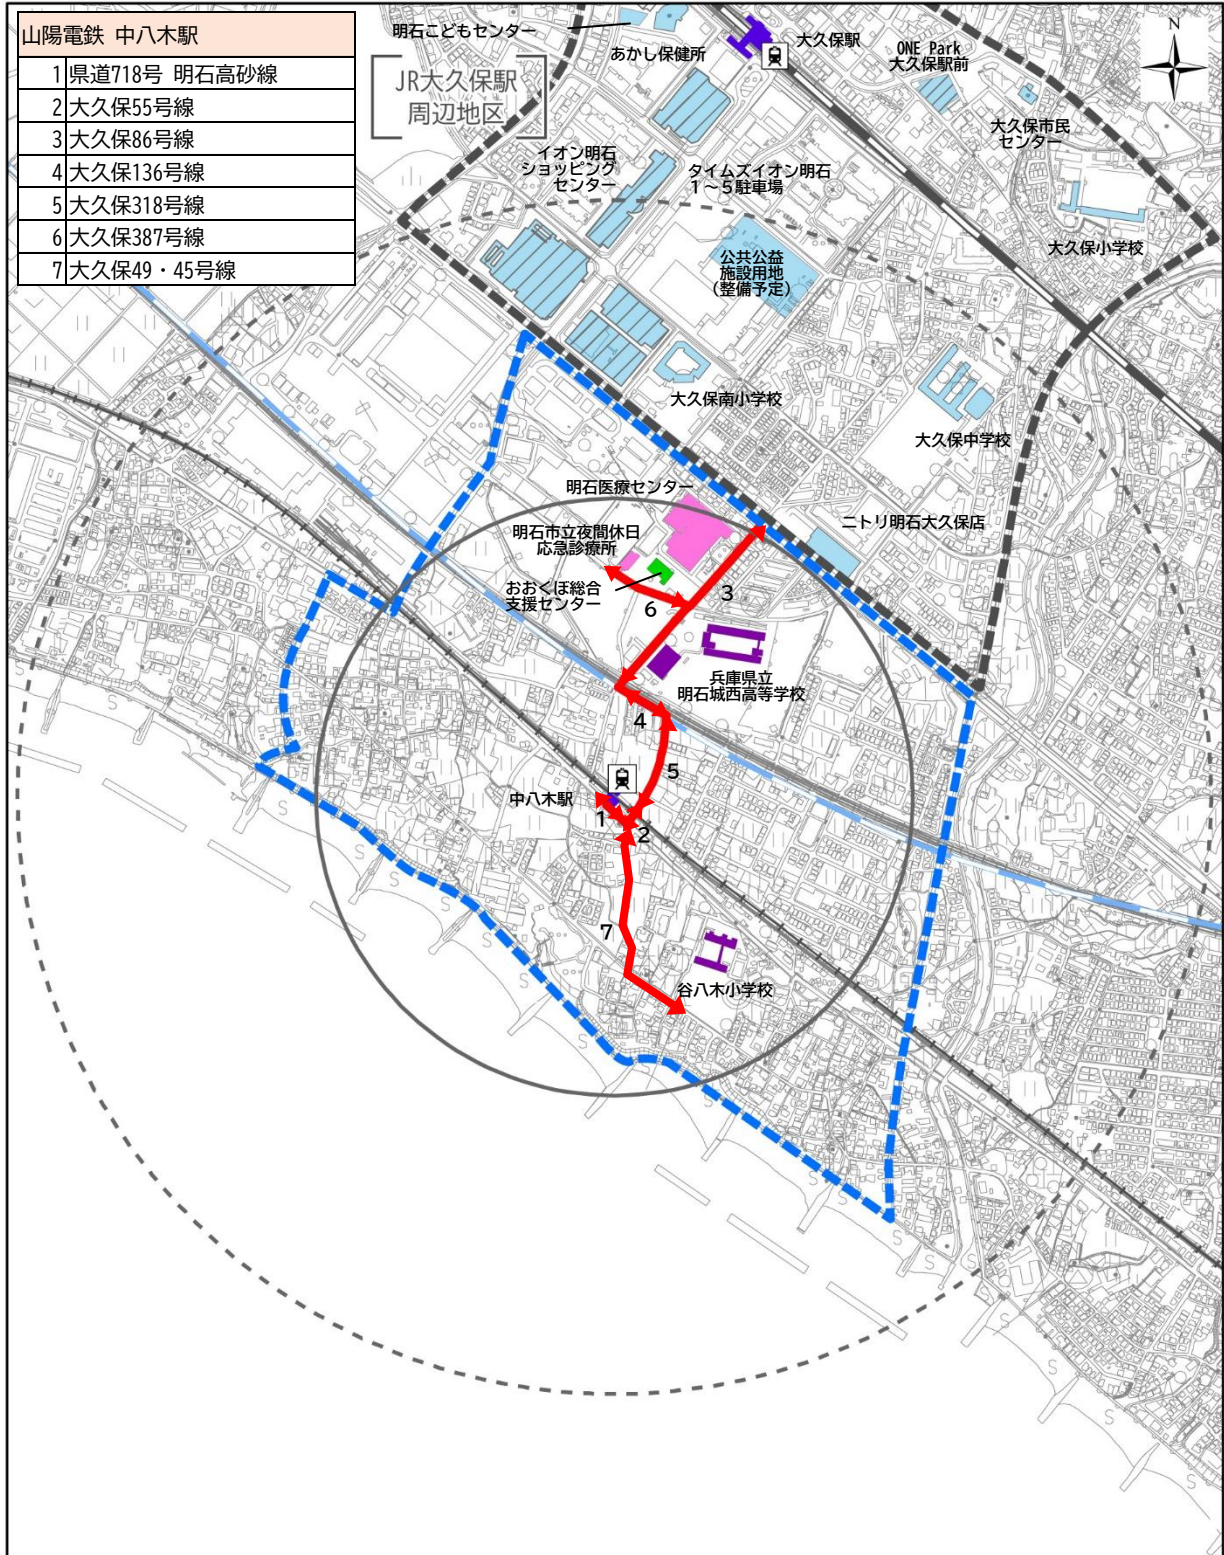 山陽電鉄 中八木駅
1 県道718号 明石高砂線
2 大久保55号線
3 大久保86号線
4 大久保136号線
5 大久保318号線
6 大久保387号線
7 大久保49・45号線
明石こどもセンター
あかし保健所
大久保駅
ONE Park
大久保駅前
N
JR大久保駅
周辺地区
大久保市民
センター
イオン明石
ショッピング
センター
タイムズイオン明石
1～5駐車場
大久保小学校
公共公益
施設用地
(整備予定)
大久保南小学校
大久保中学校
明石医療センター
ニトリ明石大久保店
明石市立夜間休日
応急診療所
おおくぼ総合
支援センター
3
6
兵庫県立
明石城西高等学校
4
5
中八木駅
1
2
7
谷八木小学校